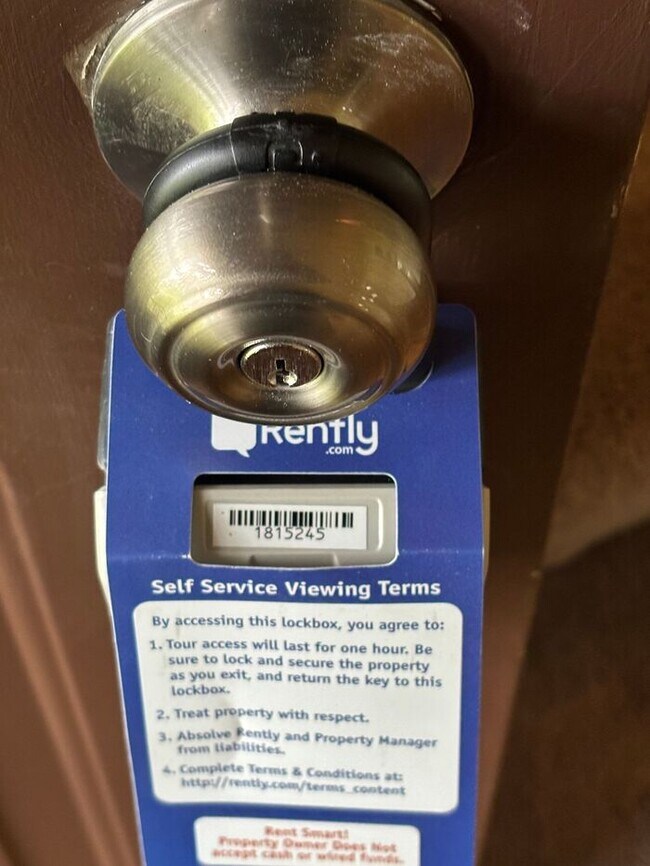 Rently
.com
1815245
Self Service Viewing Terms
By accessing this lockbox, you agree to:
1. Tour access will last for one hour. Be
sure to lock and secure the property
as you exit, and return the key to this
lockbox.
2. Treat property with respect.
3. Absolve Rently and Property Manager
from liabilities.
4. Complete Terms & Conditions at:
http://rently.com/terms_content
Rent Smart!
Property Owner Does Not
accept cash or wired funds.